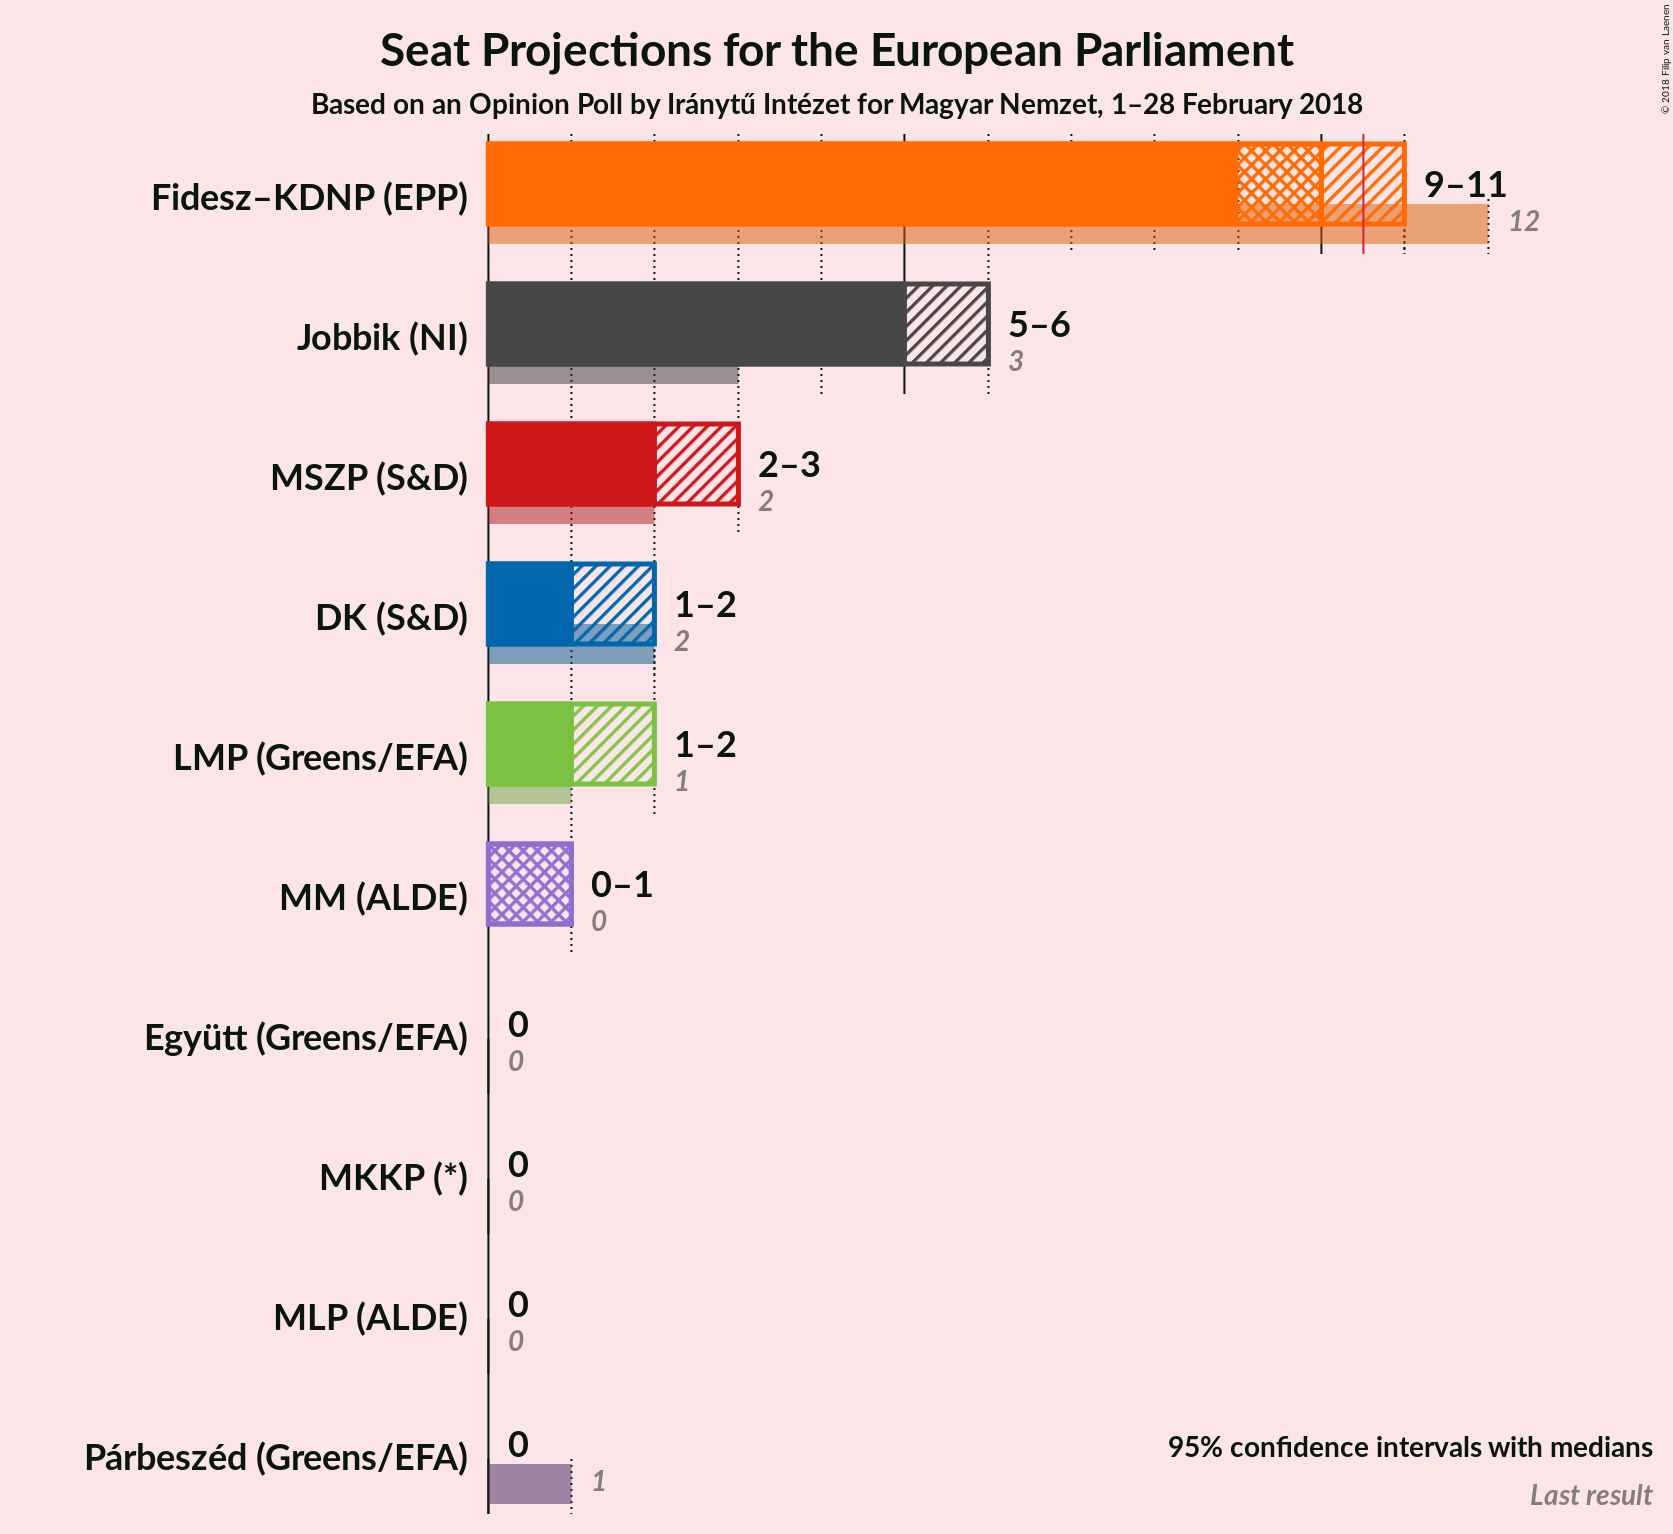 Seat Projections for the European Parliament
Based on an Opinion Poll by Iránytű Intézet for Magyar Nemzet, 1–28 February 2018
© 2018 Filip van Laenen
Fidesz–KDNP (EPP)
9–11
12
Jobbik (NI)
5–6
3
MSZP (S&D)
2–3
2
DK (S&D)
1–2
2
LMP (Greens/EFA)
1–2
1
MM (ALDE)
0–1
0
Együtt (Greens/EFA)
0
0
MKKP (*)
0
0
MLP (ALDE)
0
0
Párbeszéd (Greens/EFA)
0
1
95% confidence intervals with medians
Last result